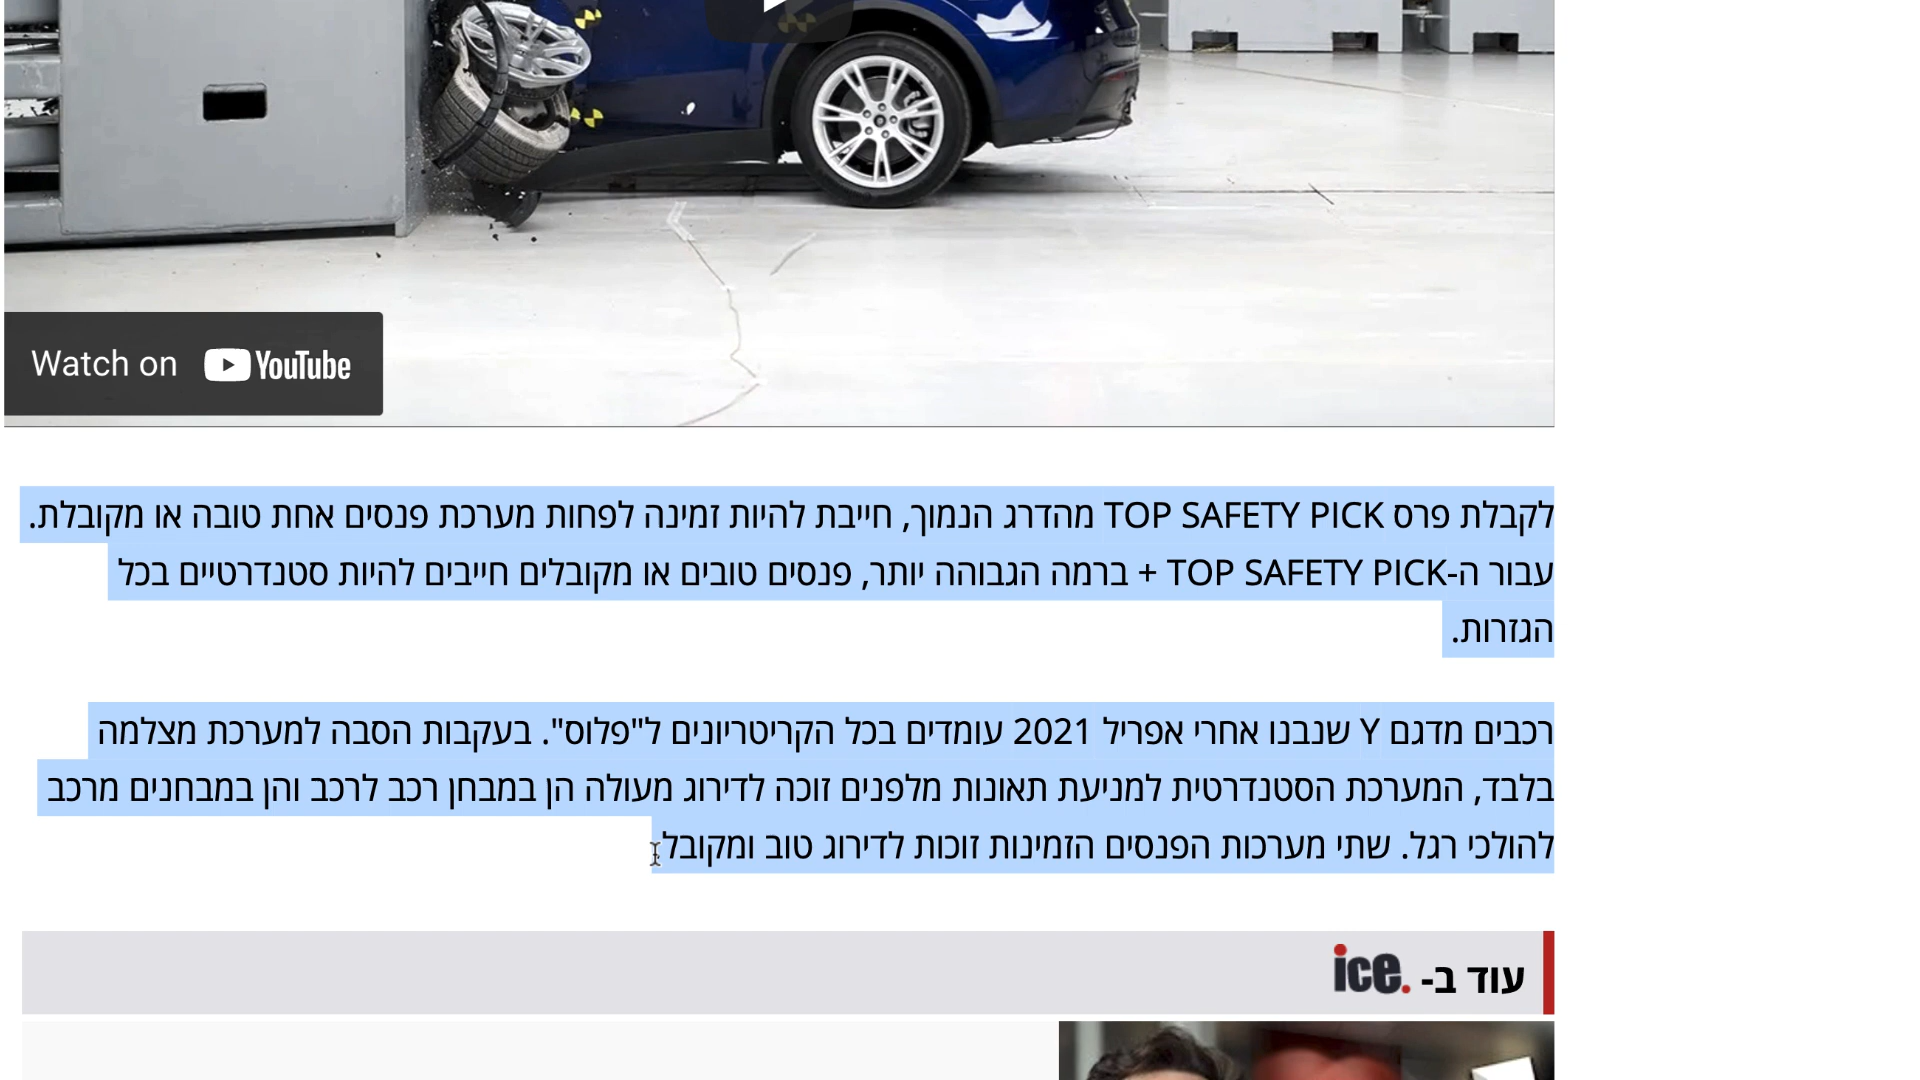 Watch on YouTube
לקבלת פרס TOP SAFETY PICK מהדרג הנמוך, חייבת להיות זמינה לפחות מערכת פנסים אחת טובה או מקובלת.
עבור ה-TOP SAFETY PICK + ברמה הגבוהה יותר, פנסים טובים או מקובלים חייבים להיות סטנדרטיים בכל
הגזרות.
רכבים מדגם Y שנבנו אחרי אפריל 2021 עומדים בכל הקריטריונים ל"פלוס". בעקבות הסבה למערכת מצלמה
בלבד, המערכת הסטנדרטית למניעת תאונות מלפנים זוכה לדירוג מעולה הן במבחן רכב לרכב והן במבחנים מרכב
להולכי רגל. שתי מערכות הפנסים הזמינות זוכות לדירוג טוב ומקובל.
עוד ב- ice.